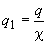 q₁ = q/χ